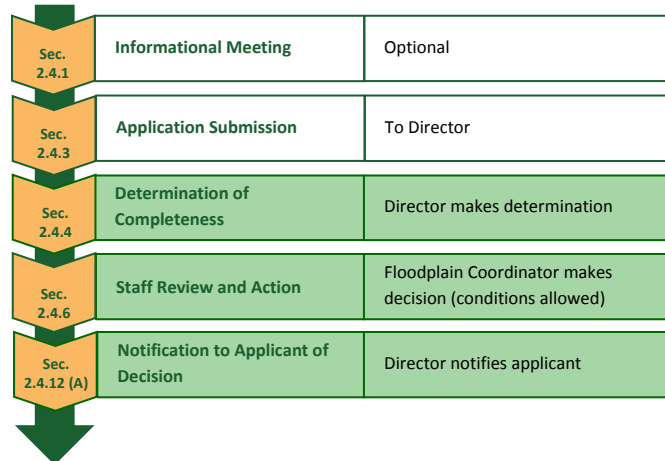 Sec.
2.4.1
Informational Meeting
Optional
Sec.
2.4.3
Application Submission
To Director
Sec.
2.4.4
Determination of
Completeness
Director makes determination
Sec.
2.4.6
Staff Review and Action
Floodplain Coordinator makes
decision (conditions allowed)
Sec.
2.4.12 (A)
Notification to Applicant of
Decision
Director notifies applicant